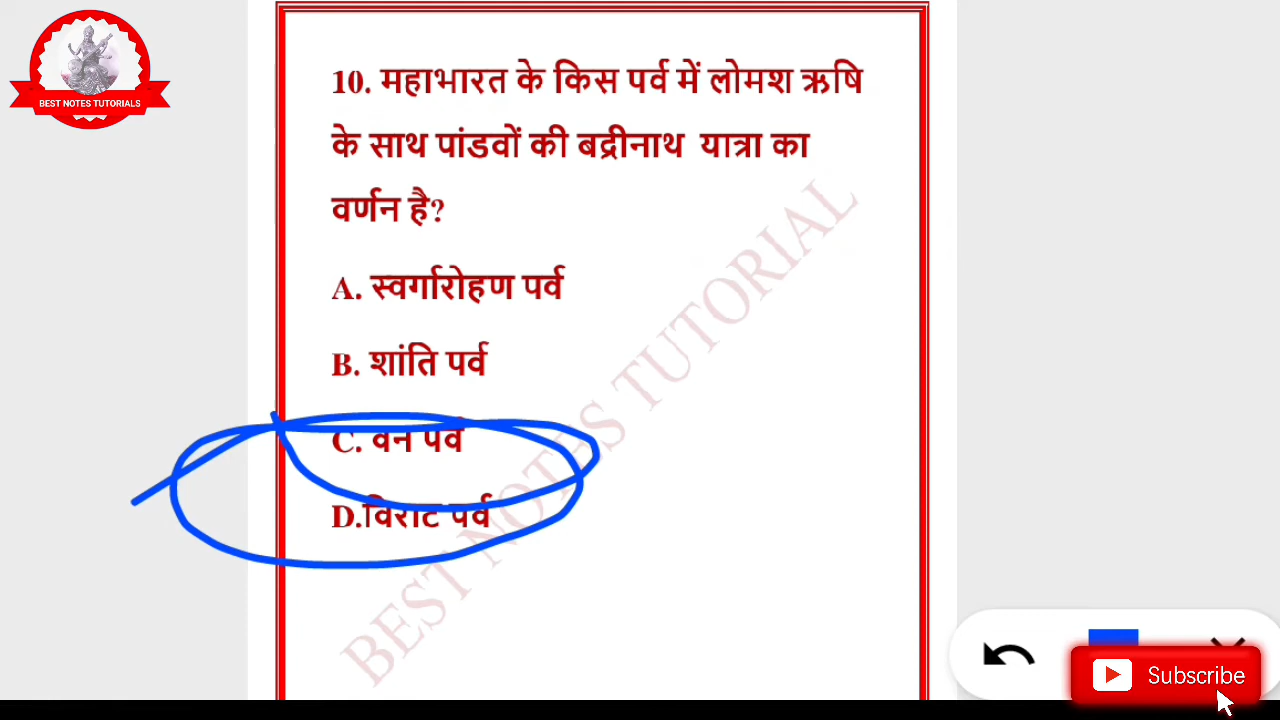 BEST NOTES TUTORIALS
10. महाभारत के किस पर्व में लोमश ऋषि
के साथ पांडवों की बद्रीनाथ यात्रा का
वर्णन है?
A. स्वर्गारोहण पर्व
B. शांति पर्व
C. वन पर्व
D.विराट पर्व
BEST NOTES TUTORIAL
Subscribe